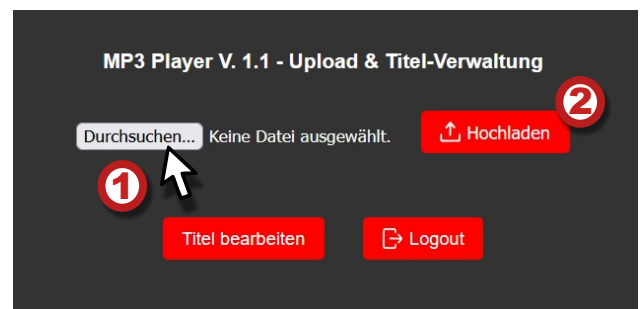 MP3 Player V. 1.1 - Upload & Titel-Verwaltung
2
Durchsuchen... Keine Datei ausgewählt. Hochladen
1
Titel bearbeiten Logout